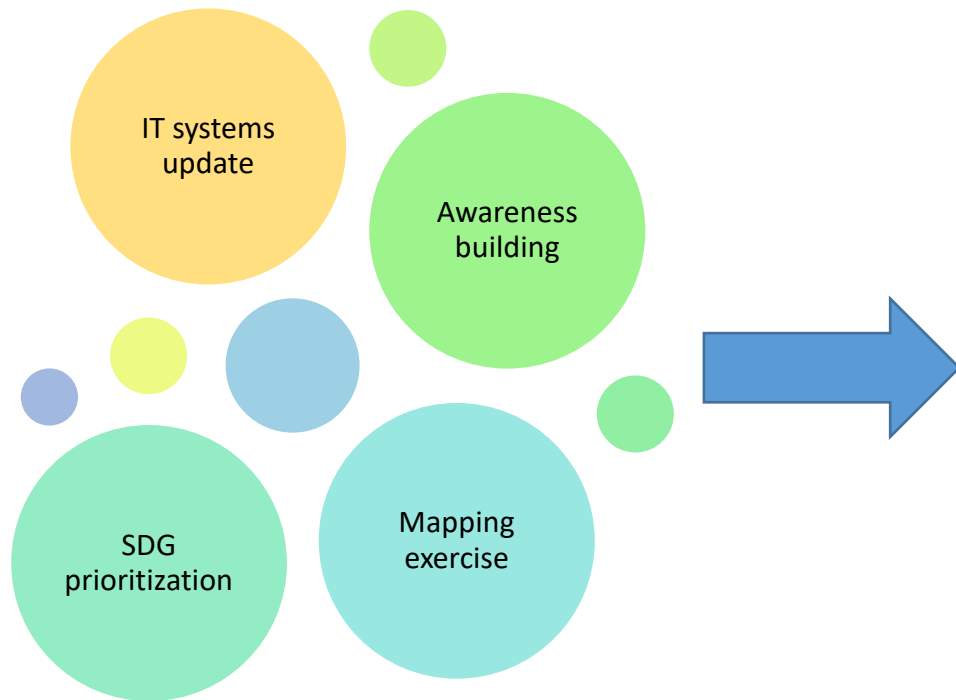 IT systems
update
Awareness
building
SDG
prioritization
Mapping
exercise